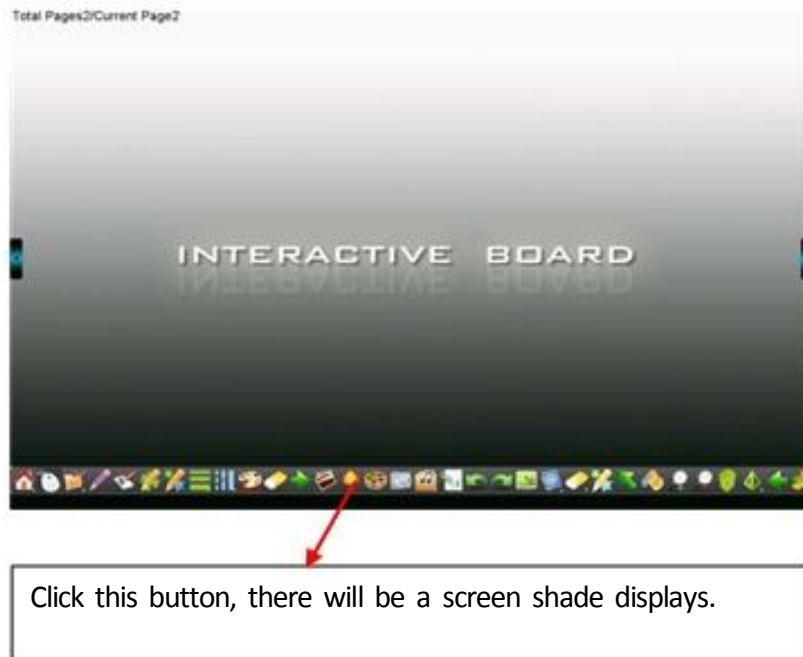 Total Pages2/Current Page2
INTERACTIVE BOARD
Click this button, there will be a screen shade displays.